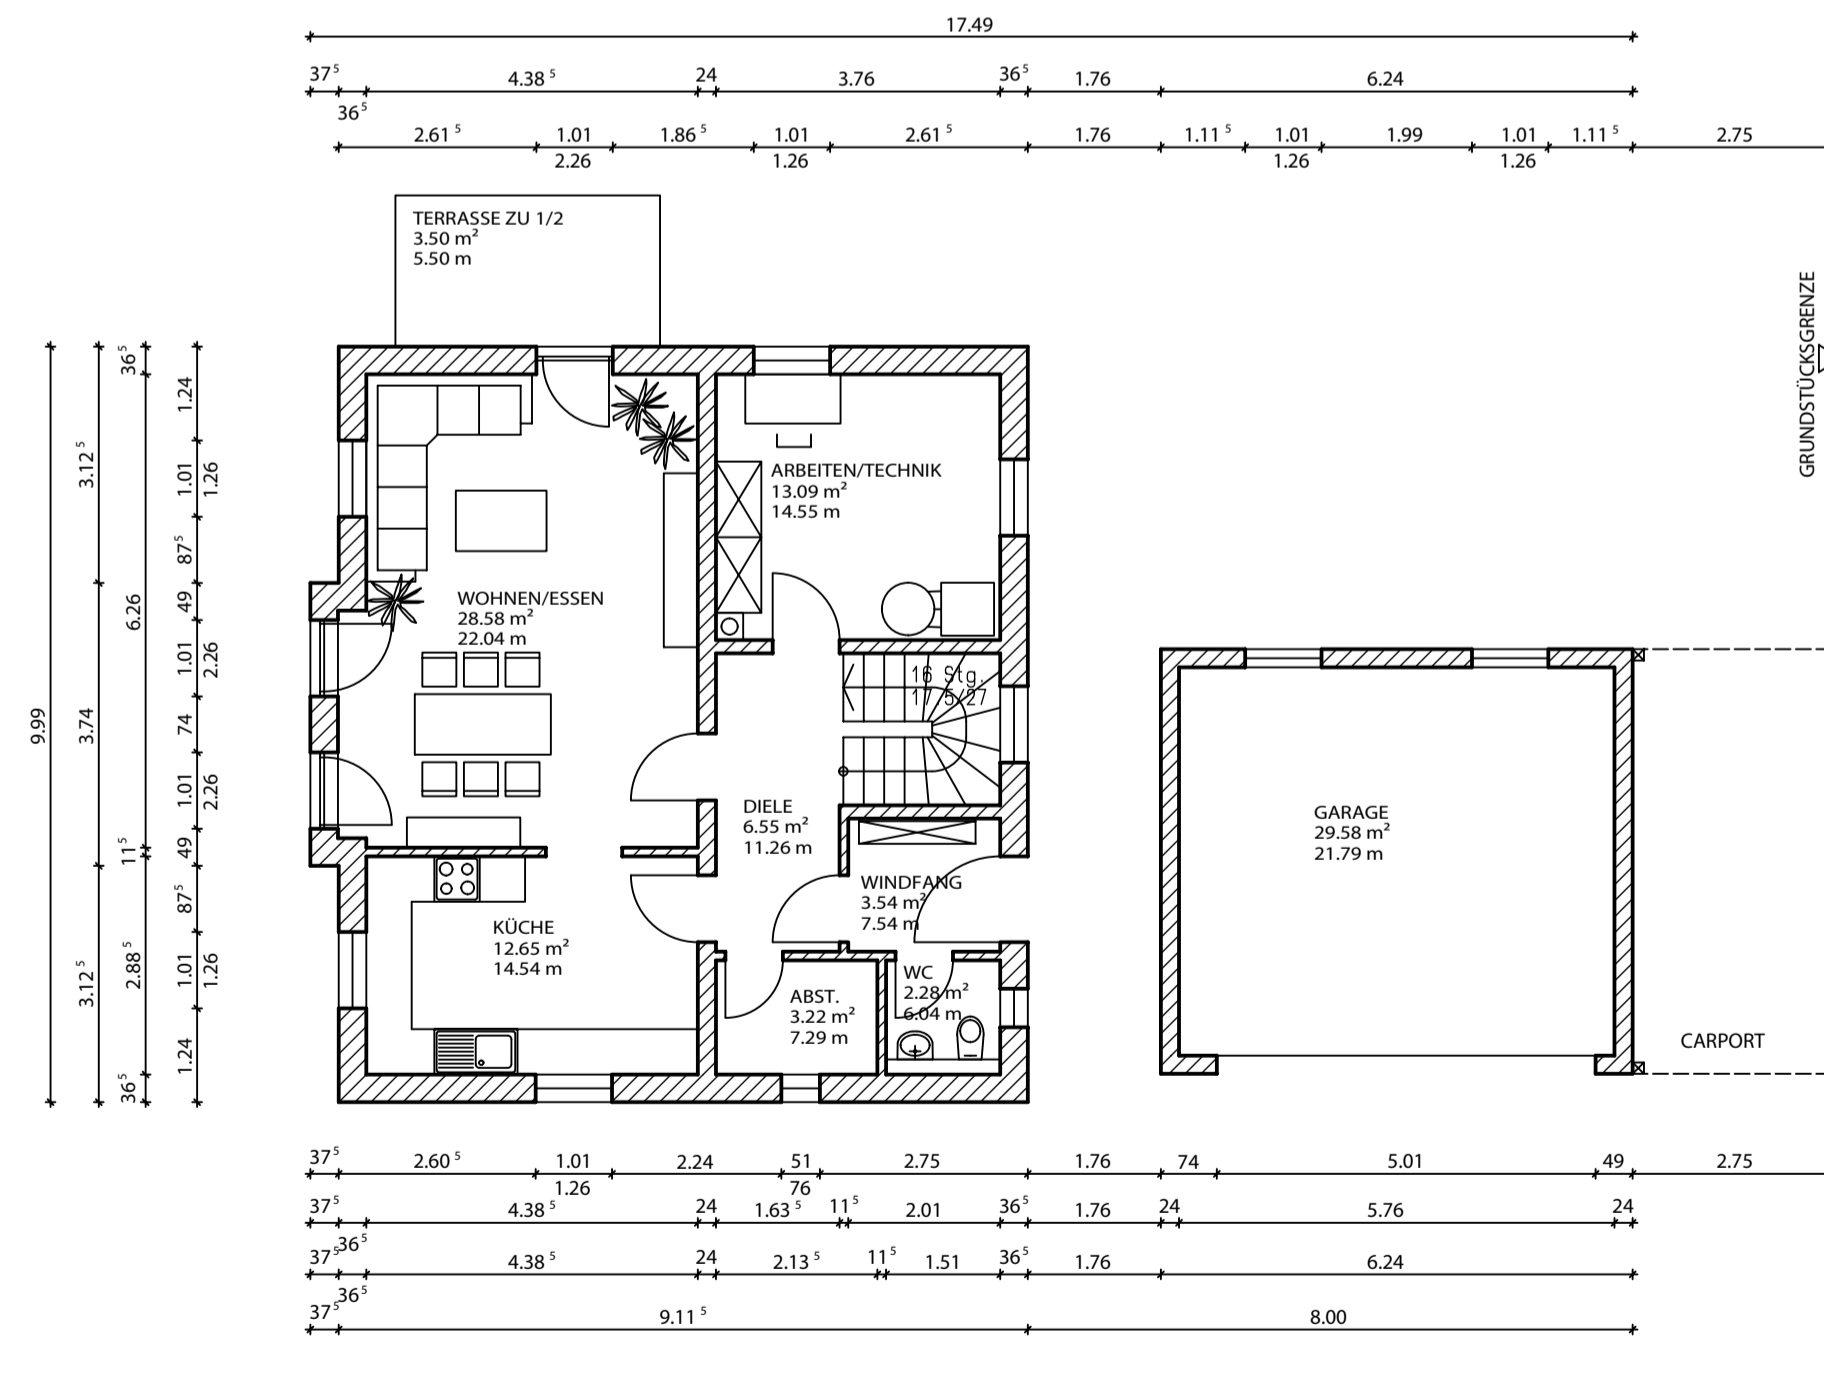 17.49
37⁵ 4.38⁵ 24 3.76 36⁵ 1.76 6.24
36⁵
2.61⁵ 1.01 1.86⁵ 1.01 2.61⁵ 1.76 1.11⁵ 1.01 1.99 1.01 1.11⁵ 2.75
2.26 1.26 1.26 1.26
TERRASSE ZU 1/2
3.50 m²
5.50 m
GRUNDSTÜCKSGRENZE
9.99
3.12⁵
3.74
3.12⁵
36⁵
6.26
11⁵
2.88⁵
36⁵
1.24
1.01
1.26
87⁵
49
1.01
2.26
74
1.01
2.26
49
87⁵
1.01
1.26
1.24
ARBEITEN/TECHNIK
13.09 m²
14.55 m
WOHNEN/ESSEN
28.58 m²
22.04 m
16 Stg.
17,5/27
DIELE
6.55 m²
11.26 m
GARAGE
29.58 m²
21.79 m
WINDFANG
3.54 m²
7.54 m
KÜCHE
12.65 m²
14.54 m
WC
2.28 m²
6.04 m
ABST.
3.22 m²
7.29 m
CARPORT
37⁵ 2.60⁵ 1.01 2.24 51 2.75 1.76 74 5.01 49 2.75
1.26 76
37⁵ 4.38⁵ 24 1.63⁵ 11⁵ 2.01 36⁵ 1.76 24 5.76 24
36⁵
37⁵ 4.38⁵ 24 2.13⁵ 11⁵ 1.51 36⁵ 1.76 6.24
36⁵
37⁵ 9.11⁵ 8.00